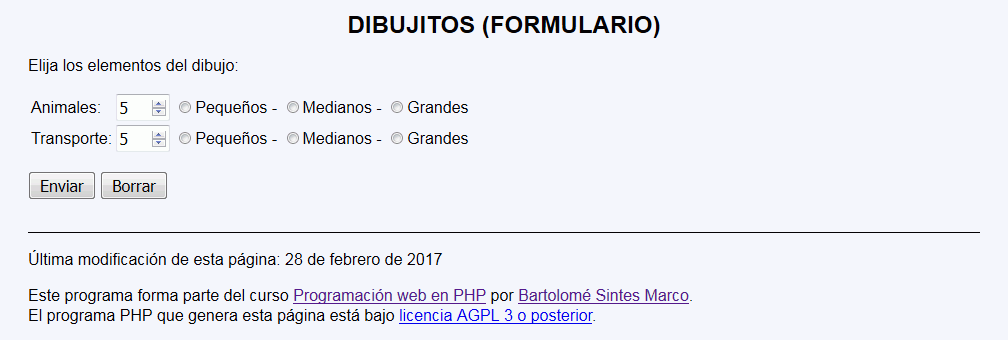 DIBUJITOS (FORMULARIO)
Elija los elementos del dibujo:
Animales: 5 Pequeños - Medianos - Grandes
Transporte: 5 Pequeños - Medianos - Grandes
Enviar Borrar
Última modificación de esta página: 28 de febrero de 2017
Este programa forma parte del curso Programación web en PHP por Bartolomé Sintes Marco.
El programa PHP que genera esta página está bajo licencia AGPL 3 o posterior.